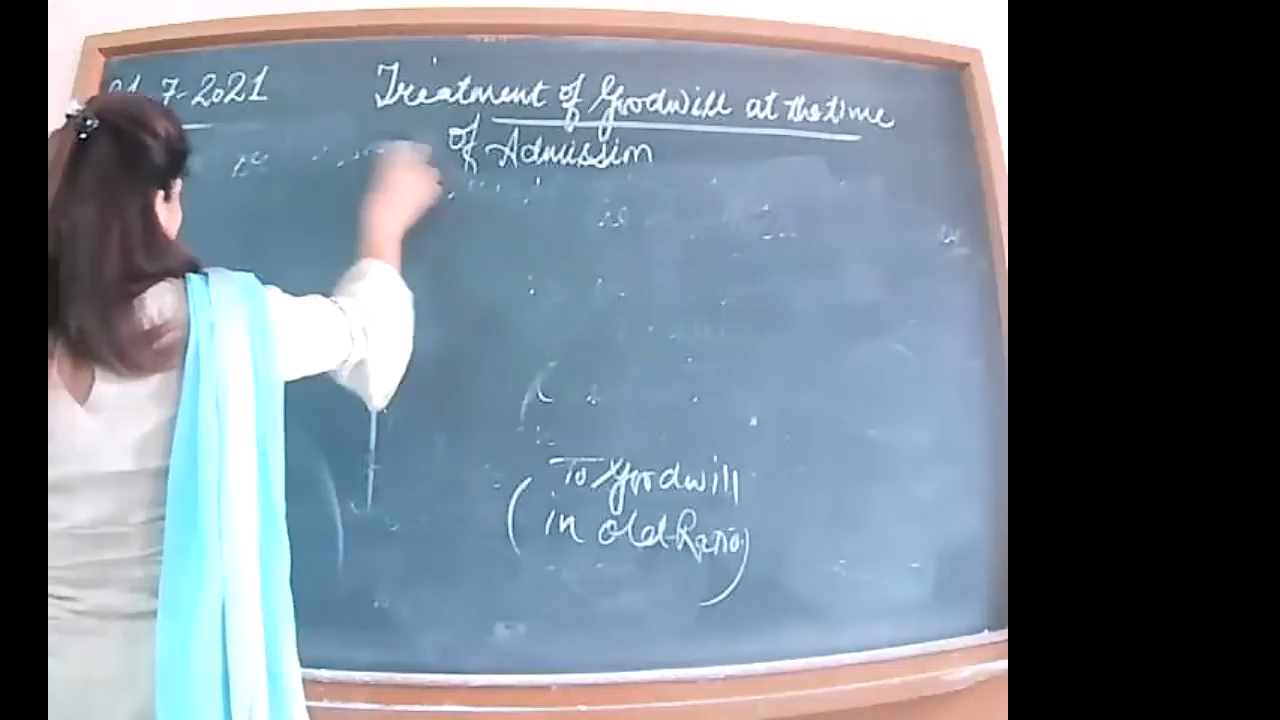 7-2021
Treatment of Goodwill at the time
of Admission
To Goodwill
(in old Ratio)